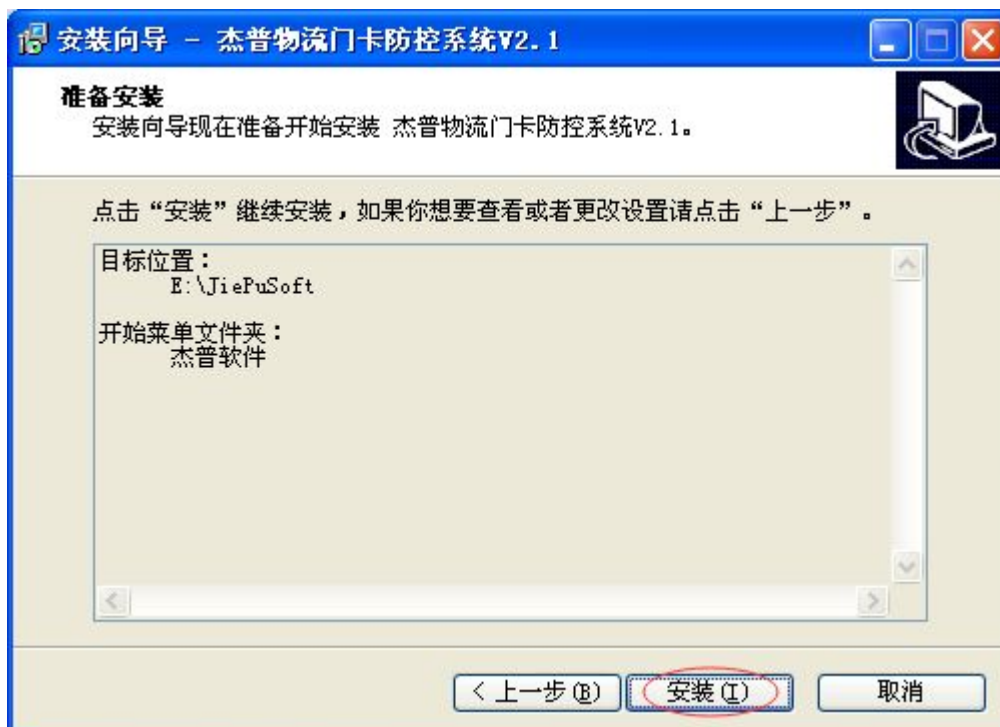 安装向导 - 杰普物流门卡防控系统V2.1
准备安装
安装向导现在准备开始安装 杰普物流门卡防控系统V2.1。
点击“安装”继续安装，如果你想要查看或者更改设置请点击“上一步”。
目标位置：
E:\JiePuSoft
开始菜单文件夹：
杰普软件
< 上一步(B) 安装(I) 取消